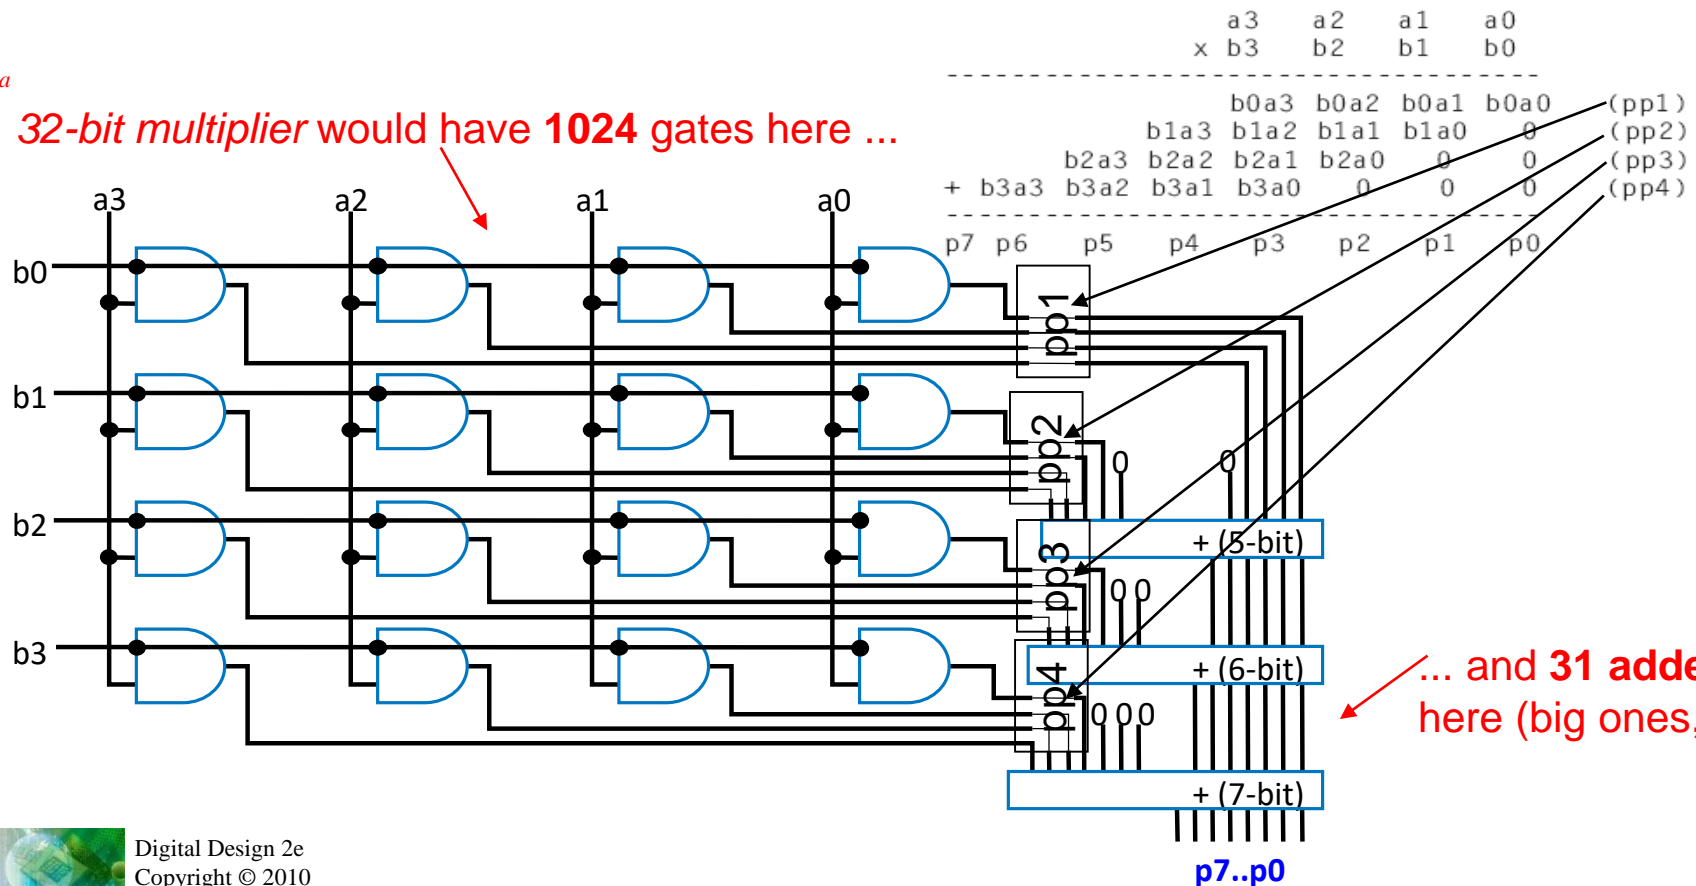 a3 a2 a1 a0
x b3 b2 b1 b0
a
b0a3 b0a2 b0a1 b0a0 (pp1)
32-bit multiplier would have 1024 gates here ...
b1a3 b1a2 b1a1 b1a0 0 (pp2)
b2a3 b2a2 b2a1 b2a0 0 0 (pp3)
+ b3a3 b3a2 b3a1 b3a0 0 0 0 (pp4)
a3 a2 a1 a0
p7 p6 p5 p4 p3 p2 p1 p0
b0
pp1
b1
pp2
0 0
b2
+ (5-bit)
pp3
0 0
b3
+ (6-bit)
... and 31 adde
pp4
0 0 0
here (big ones,
+ (7-bit)
p7..p0
Digital Design 2e
Copyright © 2010